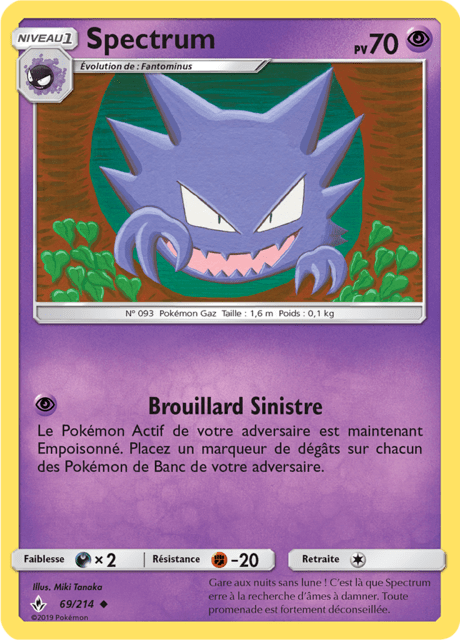 NIVEAU 1
Spectrum
PV 70
Évolution de : Fantominus
Nº 093 Pokémon Gaz Taille : 1,6 m Poids : 0,1 kg
Brouillard Sinistre
Le Pokémon Actif de votre adversaire est maintenant
Empoisonné. Placez un marqueur de dégâts sur chacun
des Pokémon de Banc de votre adversaire.
Faiblesse × 2 Résistance -20 Retraite
Illus. Miki Tanaka
69/214
©2019 Pokémon
Gare aux nuits sans lune ! C'est là que Spectrum
erre à la recherche d'âmes à damner. Toute
promenade est fortement déconseillée.